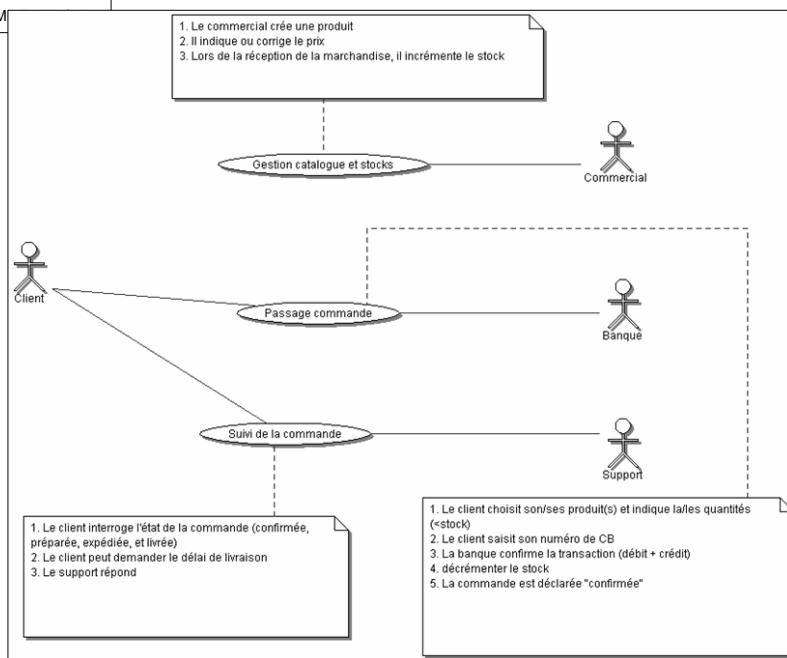 1. Le commercial crée une produit
2. Il indique ou corrige le prix
3. Lors de la réception de la marchandise, il incrémente le stock
Gestion catalogue et stocks
Commercial
Client
Passage commande
Banque
Suivi de la commande
Support
1. Le client interroge l'état de la commande (confirmée,
préparée, expédiée, et livrée)
2. Le client peut demander le délai de livraison
3. Le support répond
1. Le client choisit son/ses produit(s) et indique la/les quantités
(<stock)
2. Le client saisit son numéro de CB
3. La banque confirme la transaction (débit + crédit)
4. décrémenter le stock
5. La commande est déclarée "confirmée"